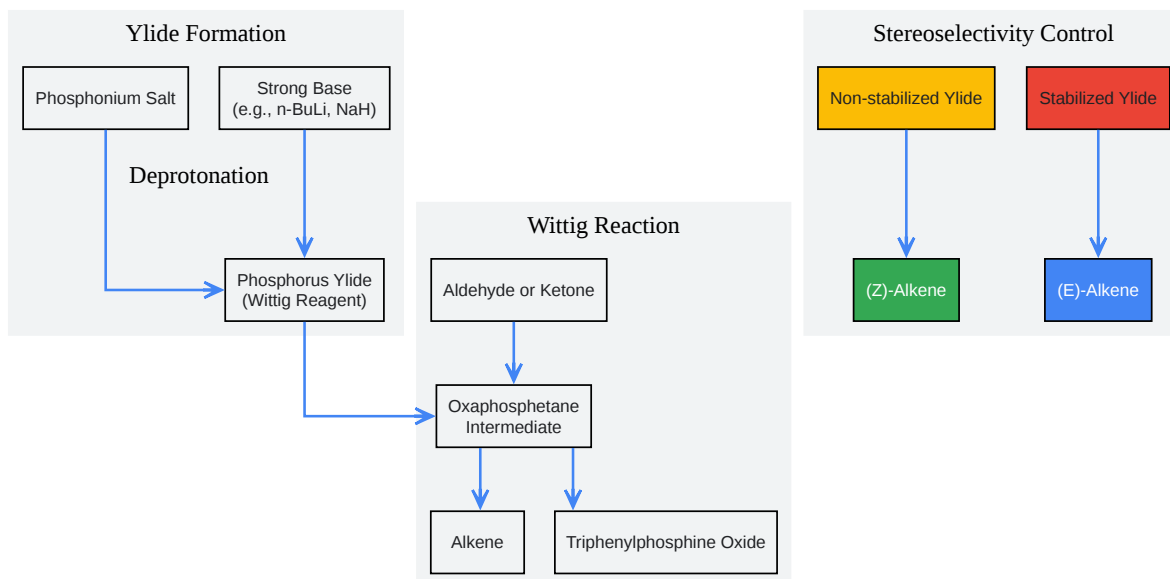 Ylide Formation
Phosphonium Salt
Strong Base
(e.g., n-BuLi, NaH)
Deprotonation
Phosphorus Ylide
(Wittig Reagent)
Wittig Reaction
Aldehyde or Ketone
Oxaphosphetane
Intermediate
Alkene
Triphenylphosphine Oxide
Stereoselectivity Control
Non-stabilized Ylide
Stabilized Ylide
(Z)-Alkene
(E)-Alkene